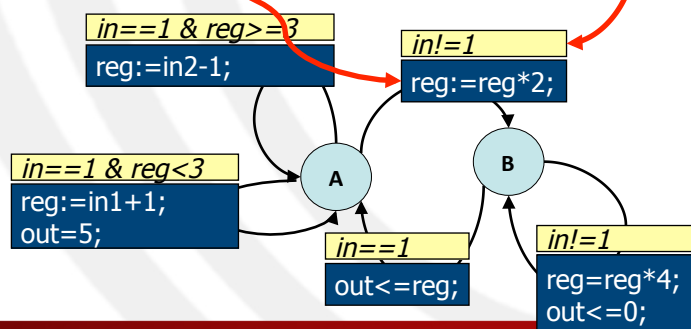 in==1 & reg>=3
reg:=in2-1;
in!=1
reg:=reg*2;
in==1 & reg<3
reg:=in1+1;
out=5;
A
B
in==1
out<=reg;
in!=1
reg=reg*4;
out<=0;